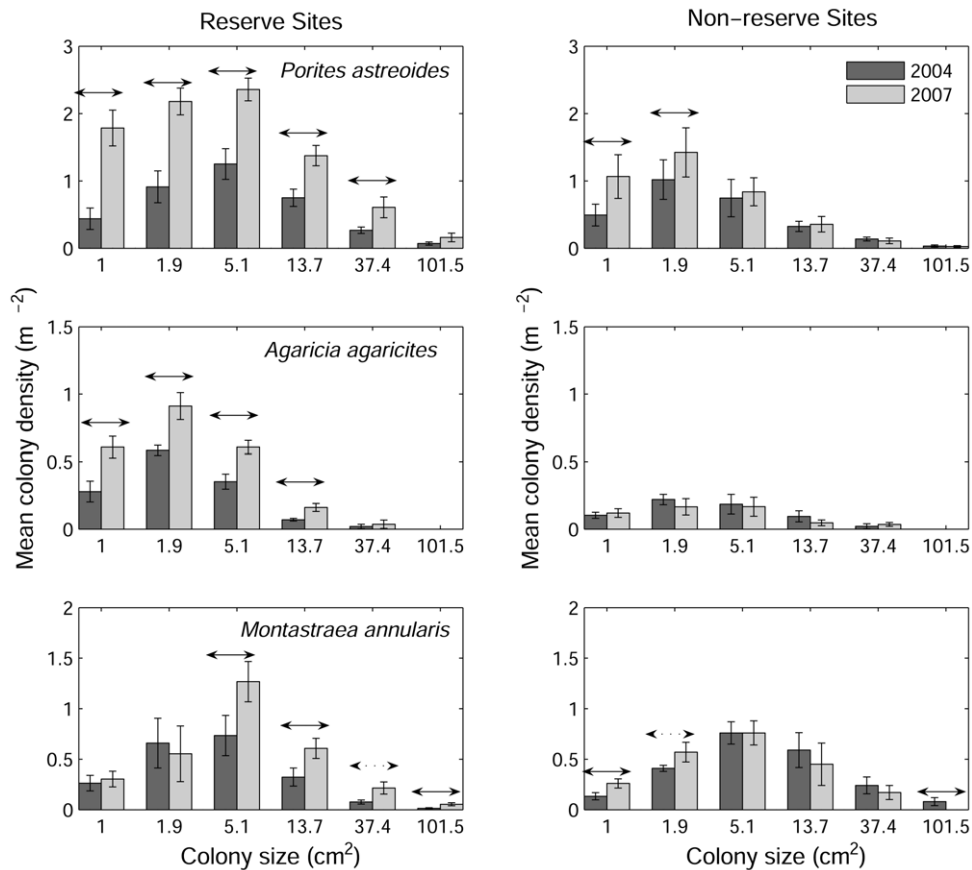 Reserve Sites
Non-reserve Sites
3
2
1
0
Porites astreoides
1 1.9 5.1 13.7 37.4 101.5
3
2
1
0
2004
2007
1 1.9 5.1 13.7 37.4 101.5
Mean colony density (m −2)
1.5
1
0.5
0
Agaricia agaricites
1 1.9 5.1 13.7 37.4 101.5
Mean colony density (m −2)
1.5
1
0.5
0
1 1.9 5.1 13.7 37.4 101.5
2
1.5
1
0.5
0
Montastraea annularis
1 1.9 5.1 13.7 37.4 101.5
Colony size (cm2)
2
1.5
1
0.5
0
1 1.9 5.1 13.7 37.4 101.5
Colony size (cm2)